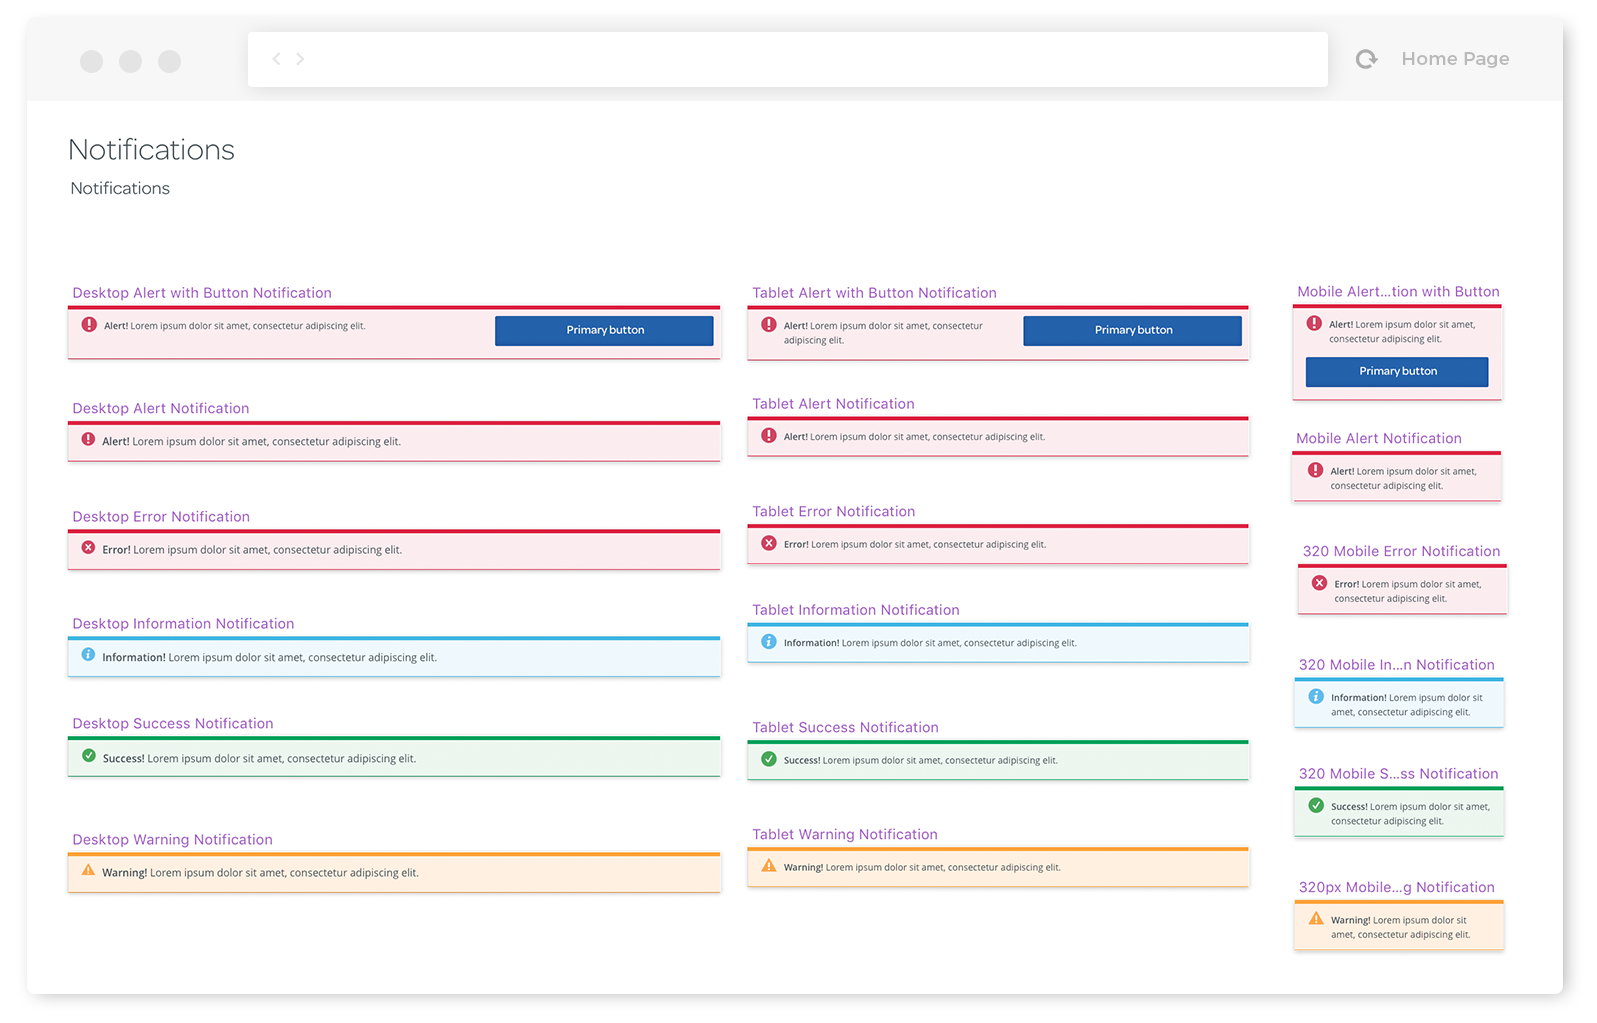 Home Page
Notifications
Notifications
Desktop Alert with Button Notification
Alert! Lorem ipsum dolor sit amet, consectetur adipiscing elit.
Primary button
Desktop Alert Notification
Alert! Lorem ipsum dolor sit amet, consectetur adipiscing elit.
Desktop Error Notification
Error! Lorem ipsum dolor sit amet, consectetur adipiscing elit.
Desktop Information Notification
Information! Lorem ipsum dolor sit amet, consectetur adipiscing elit.
Desktop Success Notification
Success! Lorem ipsum dolor sit amet, consectetur adipiscing elit.
Desktop Warning Notification
Warning! Lorem ipsum dolor sit amet, consectetur adipiscing elit.
Tablet Alert with Button Notification
Alert! Lorem ipsum dolor sit amet, consectetur
adipiscing elit.
Primary button
Tablet Alert Notification
Alert! Lorem ipsum dolor sit amet, consectetur adipiscing elit.
Tablet Error Notification
Error! Lorem ipsum dolor sit amet, consectetur adipiscing elit.
Tablet Information Notification
Information! Lorem ipsum dolor sit amet, consectetur adipiscing elit.
Tablet Success Notification
Success! Lorem ipsum dolor sit amet, consectetur adipiscing elit.
Tablet Warning Notification
Warning! Lorem ipsum dolor sit amet, consectetur adipiscing elit.
Mobile Alert...tion with Button
Alert! Lorem ipsum dolor sit amet,
consectetur adipiscing elit.
Primary button
Mobile Alert Notification
Alert! Lorem ipsum dolor sit amet,
consectetur adipiscing elit.
320 Mobile Error Notification
Error! Lorem ipsum dolor sit amet,
consectetur adipiscing elit.
320 Mobile In...n Notification
Information! Lorem ipsum dolor sit
amet, consectetur adipiscing elit.
320 Mobile S...ss Notification
Success! Lorem ipsum dolor sit amet,
consectetur adipiscing elit.
320px Mobile...g Notification
Warning! Lorem ipsum dolor sit
amet, consectetur adipiscing elit.